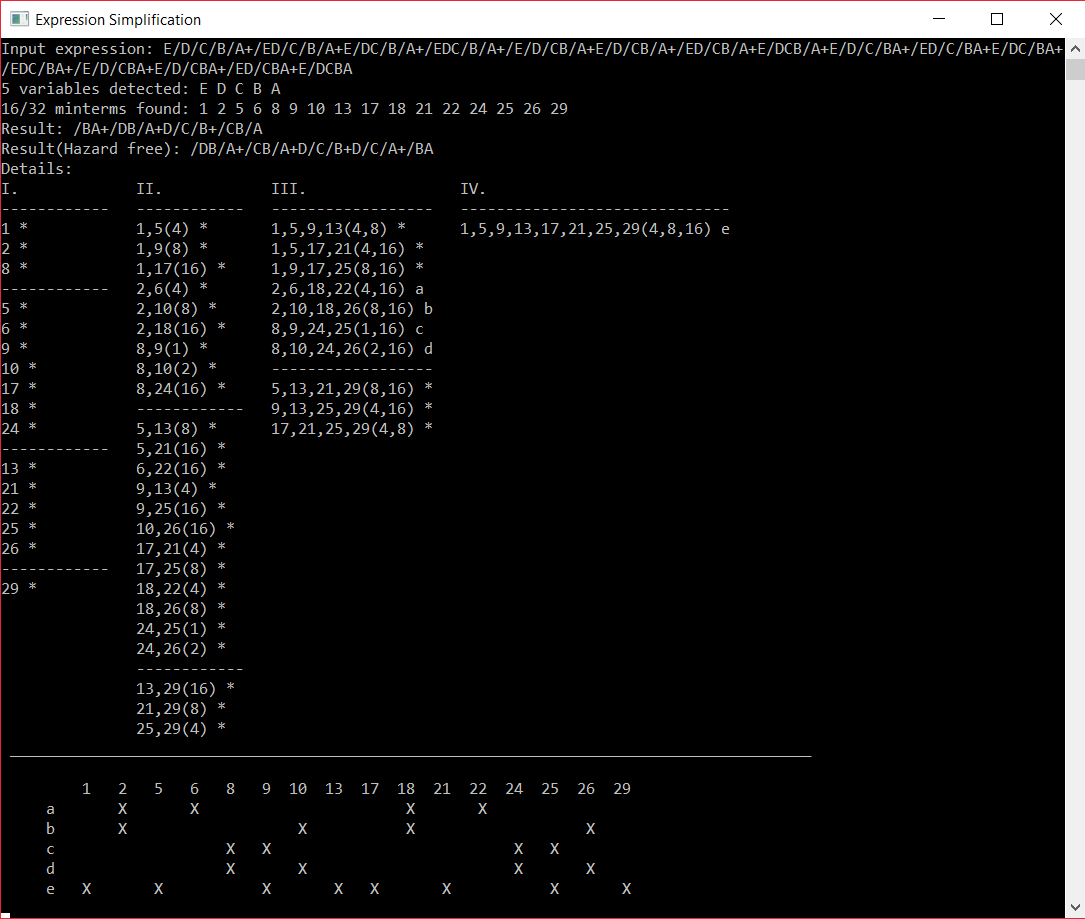 Expression Simplification
Input expression: E/D/C/B/A+/ED/C/B/A+E/DC/B/A+/EDC/B/A+/E/D/CB/A+E/D/CB/A+/ED/CB/A+E/DCB/A+E/D/C/BA+/ED/C/BA+E/DC/BA+
/EDC/BA+/E/D/CBA+E/D/CBA+/ED/CBA+E/DCBA
5 variables detected: E D C B A
16/32 minterms found: 1 2 5 6 8 9 10 13 17 18 21 22 24 25 26 29
Result: /BA+/DB/A+D/C/B+/CB/A
Result(Hazard free): /DB/A+/CB/A+D/C/B+D/C/A+/BA
Details:
I. II. III. IV.
------------ ------------ ------------------ ------------------------------
1 * 1,5(4) * 1,5,9,13(4,8) * 1,5,9,13,17,21,25,29(4,8,16) e
2 * 1,9(8) * 1,5,17,21(4,16) *
8 * 1,17(16) * 1,9,17,25(8,16) *
------------ 2,6(4) * 2,6,18,22(4,16) a
5 * 2,10(8) * 2,10,18,26(8,16) b
6 * 2,18(16) * 8,9,24,25(1,16) c
9 * 8,9(1) * 8,10,24,26(2,16) d
10 * 8,10(2) * ------------------
17 * 8,24(16) * 5,13,21,29(8,16) *
18 * ------------ 9,13,25,29(4,16) *
24 * 5,13(8) * 17,21,25,29(4,8) *
------------ 5,21(16) *
13 * 6,22(16) *
21 * 9,13(4) *
22 * 9,25(16) *
25 * 10,26(16) *
26 * 17,21(4) *
------------ 17,25(8) *
29 * 18,22(4) *
18,26(8) *
24,25(1) *
24,26(2) *
------------
13,29(16) *
21,29(8) *
25,29(4) *
1 2 5 6 8 9 10 13 17 18 21 22 24 25 26 29
a X X X X
b X X X X
c X X X X
d X X X X
e X X X X X X X X